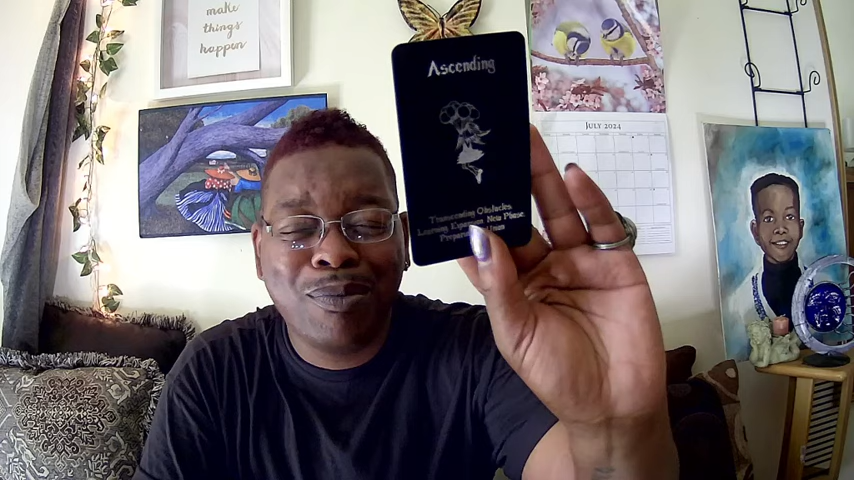 make
things
happen
Ascending
Transcending Obstacles
Learning Expansion New Phase
JULY 2024